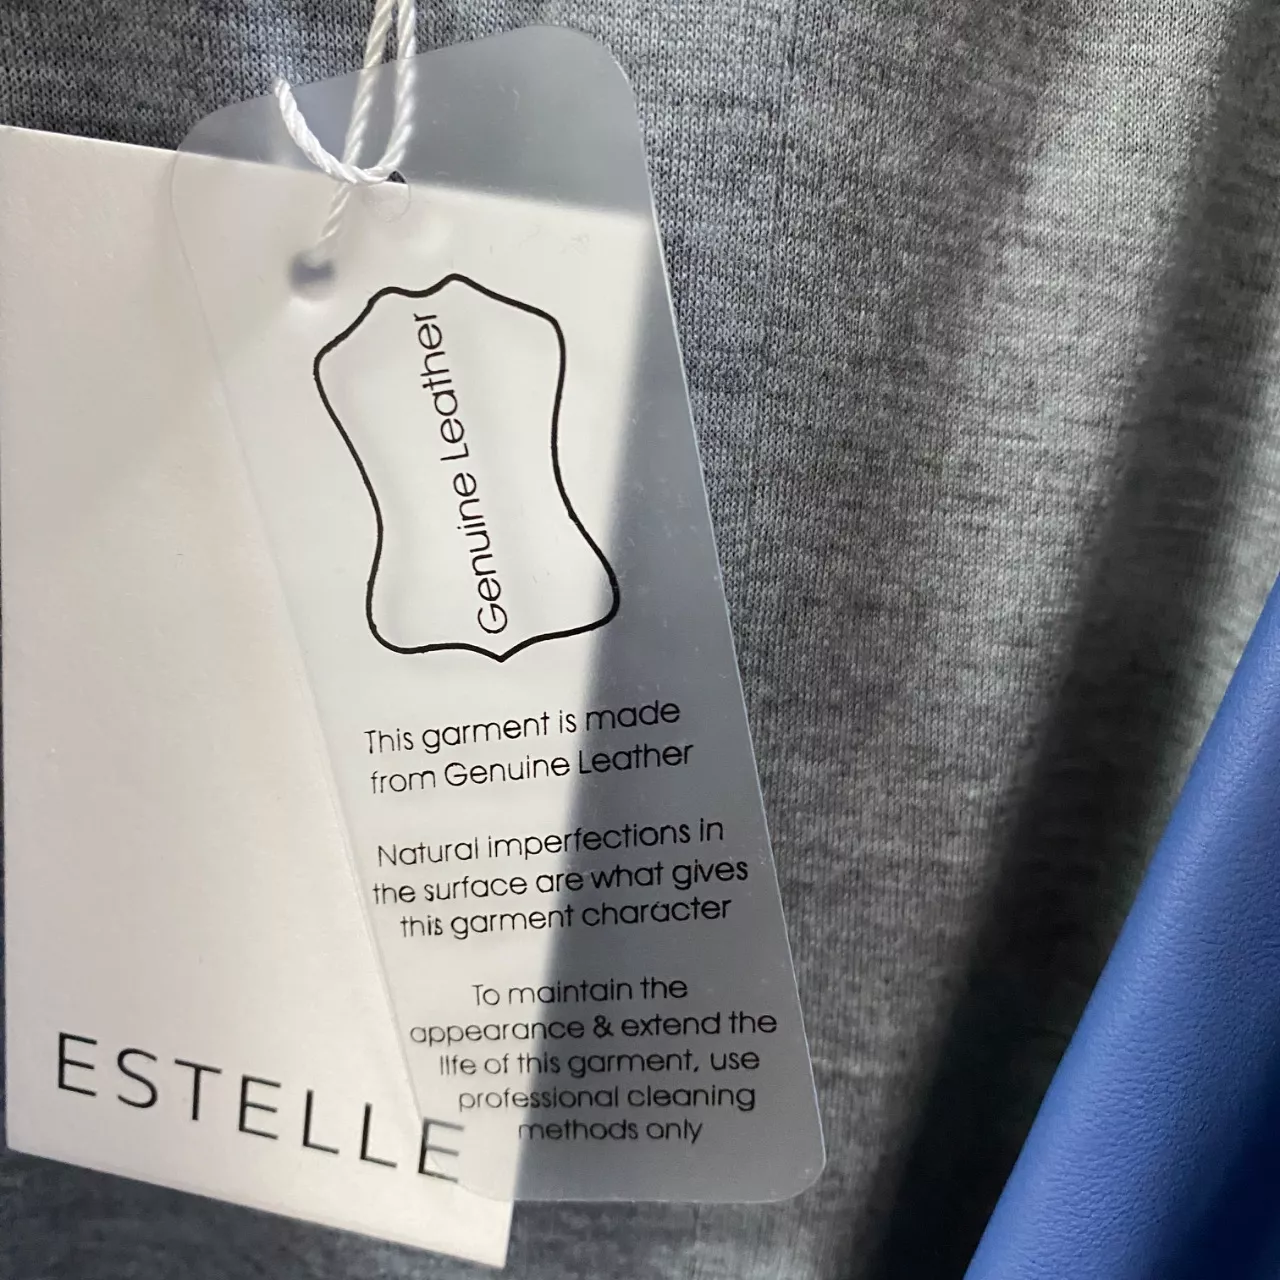 Genuine Leather
This garment is made
from Genuine Leather
Natural imperfections in
the surface are what gives
this garment character
To maintain the
appearance & extend the
life of this garment, use
professional cleaning
methods only
ESTELLE